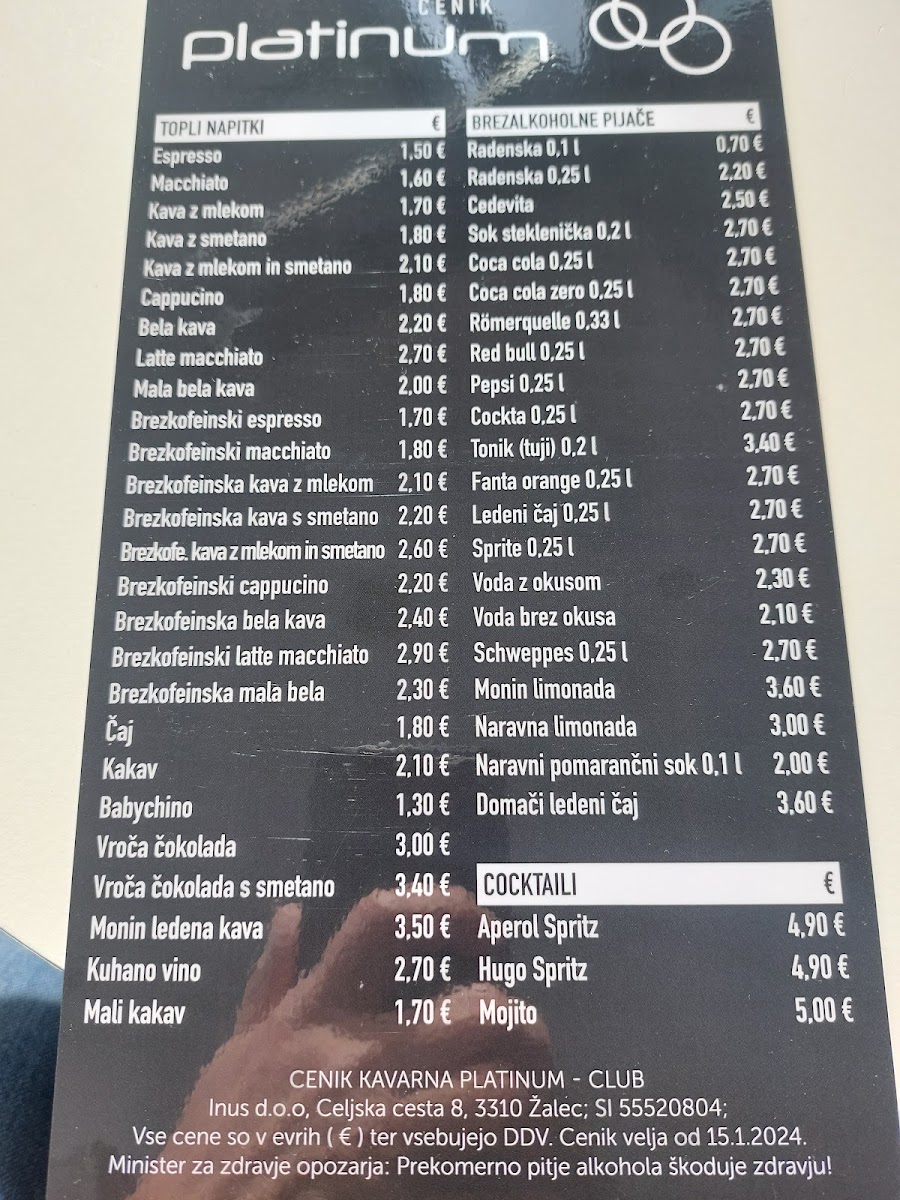 CENIK
platinum
TOPLI NAPITKI €
Espresso 1,50 €
Macchiato 1,60 €
Kava z mlekom 1,70 €
Kava z smetano 1,80 €
Kava z mlekom in smetano 2,10 €
Cappucino 1,80 €
Bela kava 2,20 €
Latte macchiato 2,70 €
Mala bela kava 2,00 €
Brezkofeinski espresso 1,70 €
Brezkofeinski macchiato 1,80 €
Brezkofeinska kava z mlekom 2,10 €
Brezkofeinska kava s smetano 2,20 €
Brezkofe. kava z mlekom in smetano 2,60 €
Brezkofeinski cappucino 2,20 €
Brezkofeinska bela kava 2,40 €
Brezkofeinski latte macchiato 2,90 €
Brezkofeinska mala bela 2,30 €
Čaj 1,80 €
Kakav 2,10 €
Babychino 1,30 €
Vroča čokolada 3,00 €
Vroča čokolada s smetano 3,40 €
Monin ledena kava 3,50 €
Kuhano vino 2,70 €
Mali kakav 1,70 €
BREZALKOHOLNE PIJAČE €
Radenska 0,1 l 0,70 €
Radenska 0,25 l 2,20 €
Cedevita 2,50 €
Sok steklenička 0,2 l 2,70 €
Coca cola 0,25 l 2,70 €
Coca cola zero 0,25 l 2,70 €
Römerquelle 0,33 l 2,70 €
Red bull 0,25 l 2,70 €
Pepsi 0,25 l 2,70 €
Cockta 0,25 l 2,70 €
Tonik (tuji) 0,2 l 3,40 €
Fanta orange 0,25 l 2,70 €
Ledeni čaj 0,25 l 2,70 €
Sprite 0,25 l 2,70 €
Voda z okusom 2,30 €
Voda brez okusa 2,10 €
Schweppes 0,25 l 2,70 €
Monin limonada 3,60 €
Naravna limonada 3,00 €
Naravni pomarančni sok 0,1 l 2,00 €
Domači ledeni čaj 3,60 €
COCKTAILI €
Aperol Spritz 4,90 €
Hugo Spritz 4,90 €
Mojito 5,00 €
CENIK KAVARNA PLATINUM - CLUB
Inus d.o.o, Celjska cesta 8, 3310 Žalec; SI 55520804;
Vse cene so v evrih ( € ) ter vsebujejo DDV. Cenik velja od 15.1.2024.
Minister za zdravje opozarja: Prekomerno pitje alkohola škoduje zdravju!